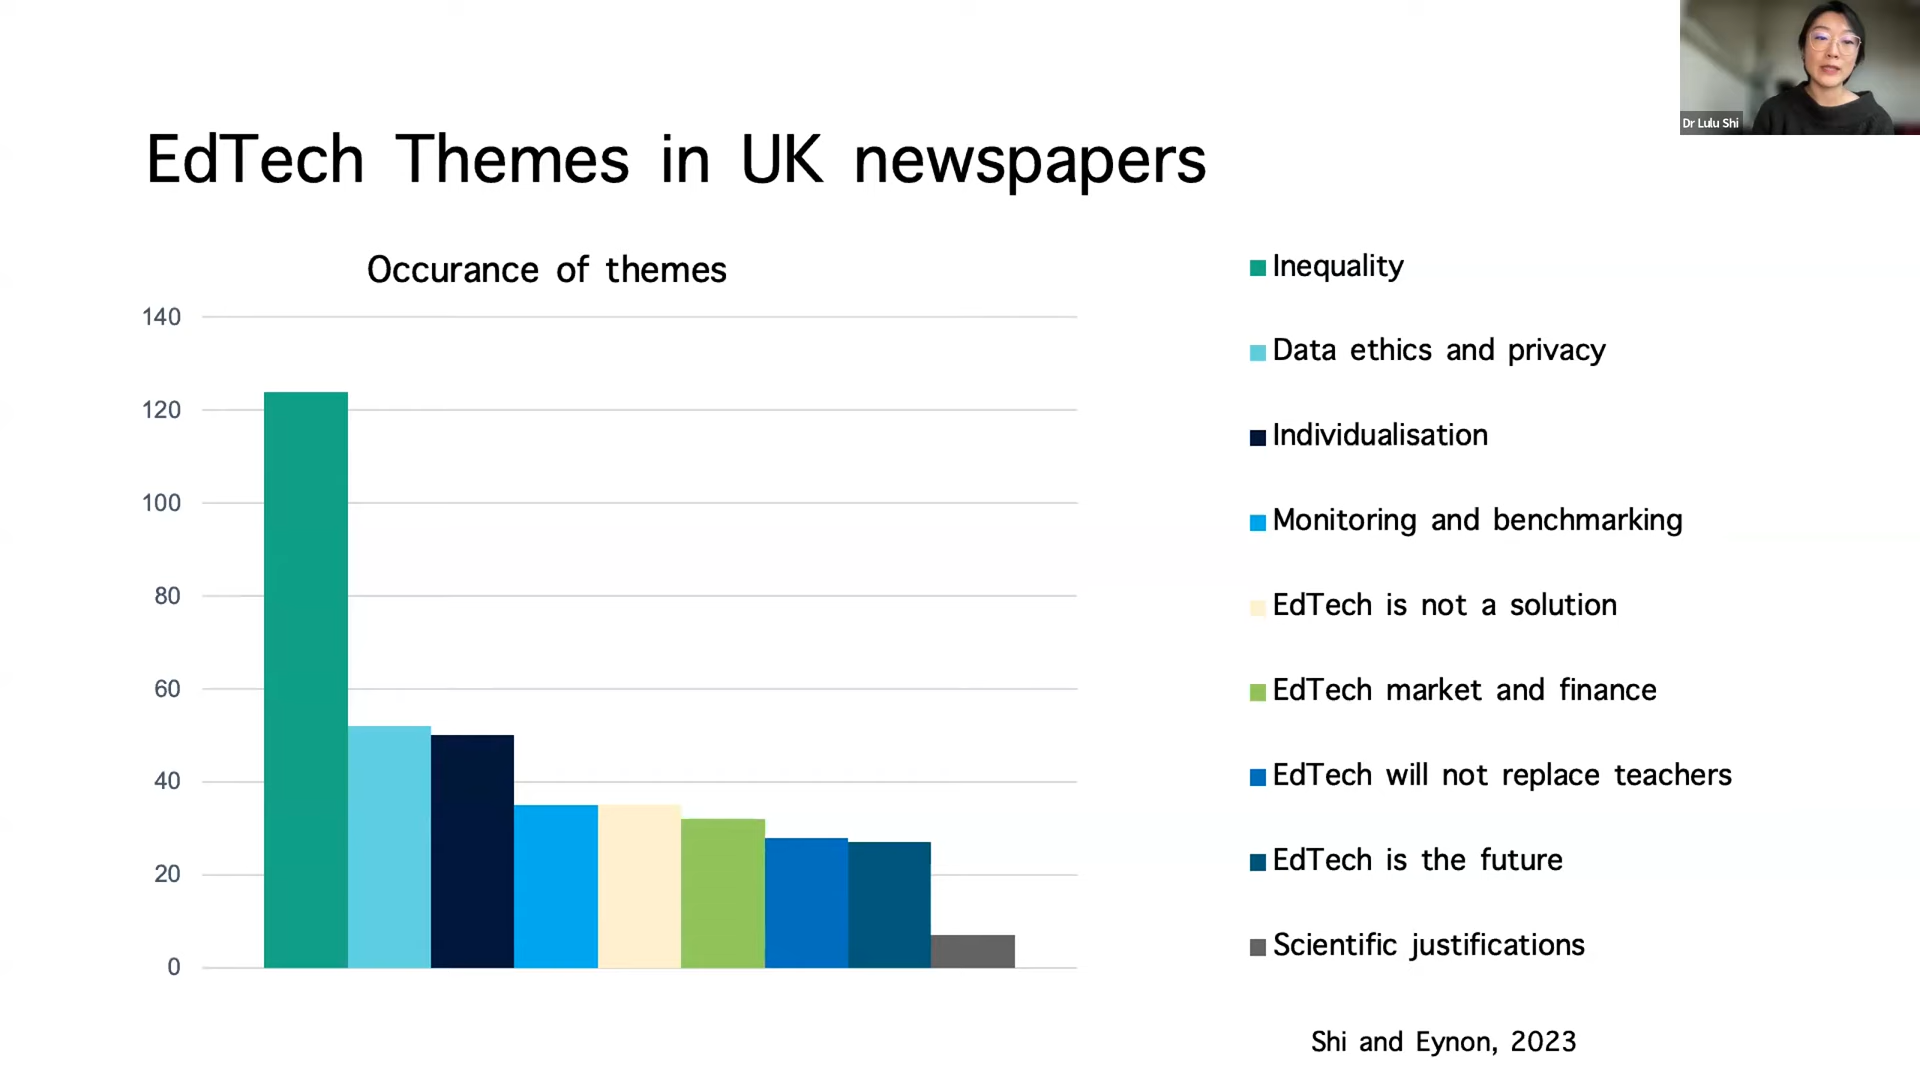 Dr Lulu Shi
EdTech Themes in UK newspapers
Occurance of themes
140
120
100
80
60
40
20
0
Inequality
Data ethics and privacy
Individualisation
Monitoring and benchmarking
EdTech is not a solution
EdTech market and finance
EdTech will not replace teachers
EdTech is the future
Scientific justifications
Shi and Eynon, 2023